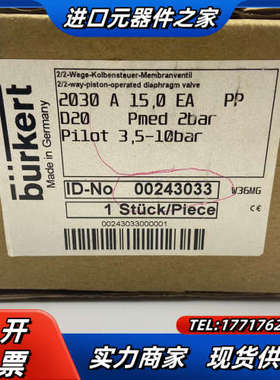 进口元器件之家
2/2-Wege-Kolbensteuer-Membranventil
2/2-way-piston-operated diaphragm valve
2030 A 15,0 EA PP
D20 Pmed 2bar
Pilot 3,5-10bar
bürkert
Made in Germany
ID-No 00243033
W36MG
1 Stück/Piece
00243033000001
可开
发票
TEL:1771762
实力商家 现货供